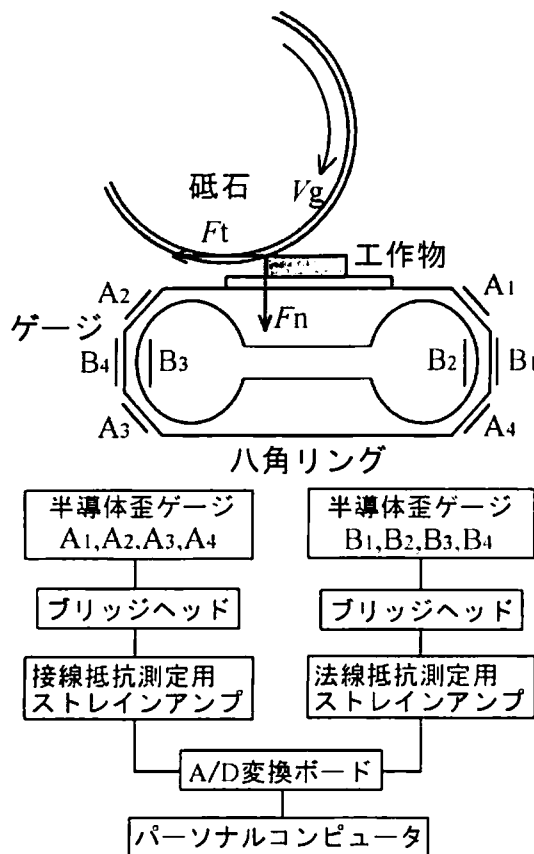 砥石
Vg
Ft
工作物
A2
A1
Fn
ゲージ
B4
B3
B2
B1
A3
A4
八角リング
半導体歪ゲージ
A1,A2,A3,A4
半導体歪ゲージ
B1,B2,B3,B4
ブリッジヘッド
ブリッジヘッド
接線抵抗測定用
ストレインアンプ
法線抵抗測定用
ストレインアンプ
A/D変換ボード
パーソナルコンピュータ